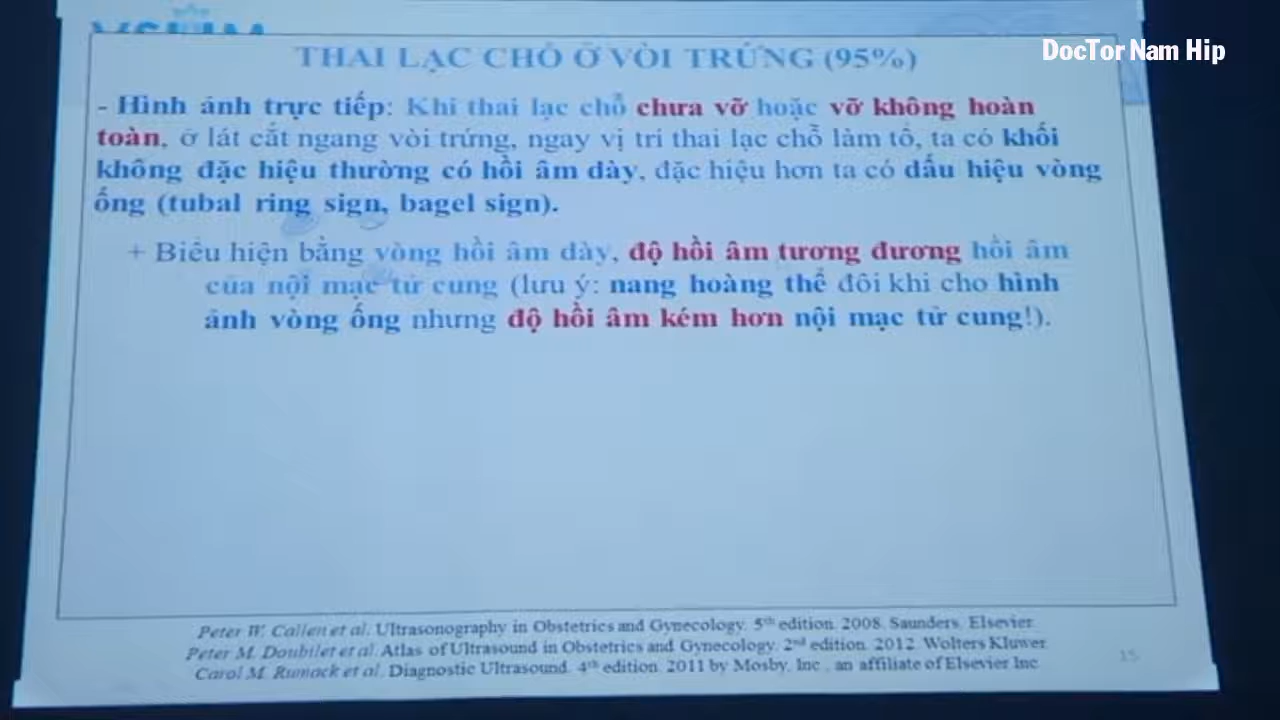 DocTor Nam Hip
THAI LẠC CHỖ Ở VÒI TRỨNG (95%)
- Hình ảnh trực tiếp: Khi thai lạc chỗ chưa vỡ hoặc vỡ không hoàn
toàn, ở lát cắt ngang vòi trứng, ngay vị trí thai lạc chỗ làm tổ, ta có khối
không đặc hiệu thường có hồi âm dày, đặc hiệu hơn ta có dấu hiệu vòng
ống (tubal ring sign, bagel sign).
+ Biểu hiện bằng vòng hồi âm dày, độ hồi âm tương đương hồi âm
của nội mạc tử cung (lưu ý: nang hoàng thể đôi khi cho hình
ảnh vòng ống nhưng độ hồi âm kém hơn nội mạc tử cung!).
Peter W. Callen et al. Ultrasonography in Obstetrics and Gynecology. 5th edition. 2008. Saunders. Elsevier
Peter M. Doubilet et al. Atlas of Ultrasound in Obstetrics and Gynecology. 2nd edition. 2012. Wolters Kluwer
Carol M. Rumack et al. Diagnostic Ultrasound. 4th edition. 2011 by Mosby, Inc., an affiliate of Elsevier Inc
15